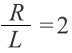 R/L = 2